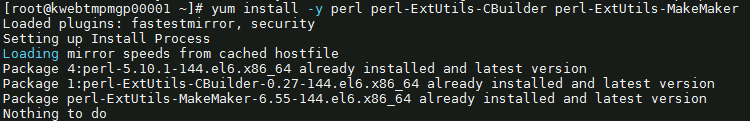 [root@kwebtmpmgp00001 ~]# yum install -y perl perl-ExtUtils-CBuilder perl-ExtUtils-MakeMaker
Loaded plugins: fastestmirror, security
Setting up Install Process
Loading mirror speeds from cached hostfile
Package 4:perl-5.10.1-144.el6.x86_64 already installed and latest version
Package 1:perl-ExtUtils-CBuilder-0.27-144.el6.x86_64 already installed and latest version
Package perl-ExtUtils-MakeMaker-6.55-144.el6.x86_64 already installed and latest version
Nothing to do